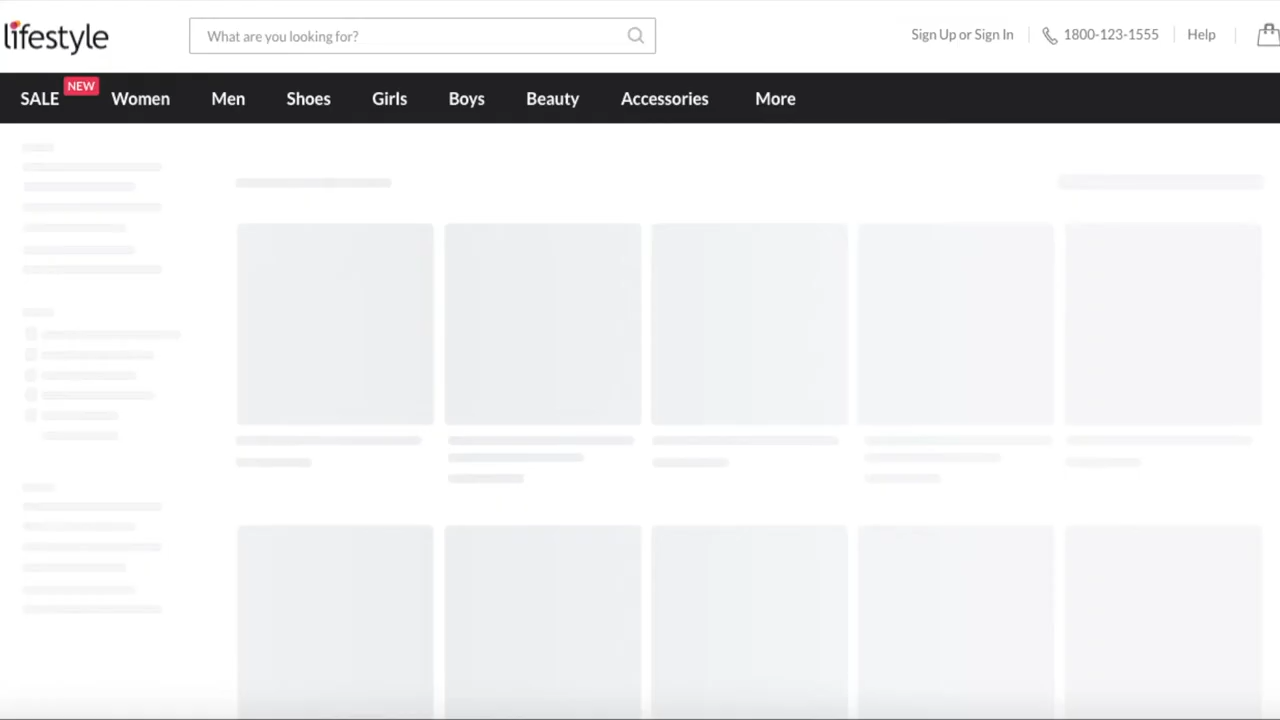 lifestyle
What are you looking for?
Sign Up or Sign In
1800-123-1555
Help
SALE
NEW
Women
Men
Shoes
Girls
Boys
Beauty
Accessories
More